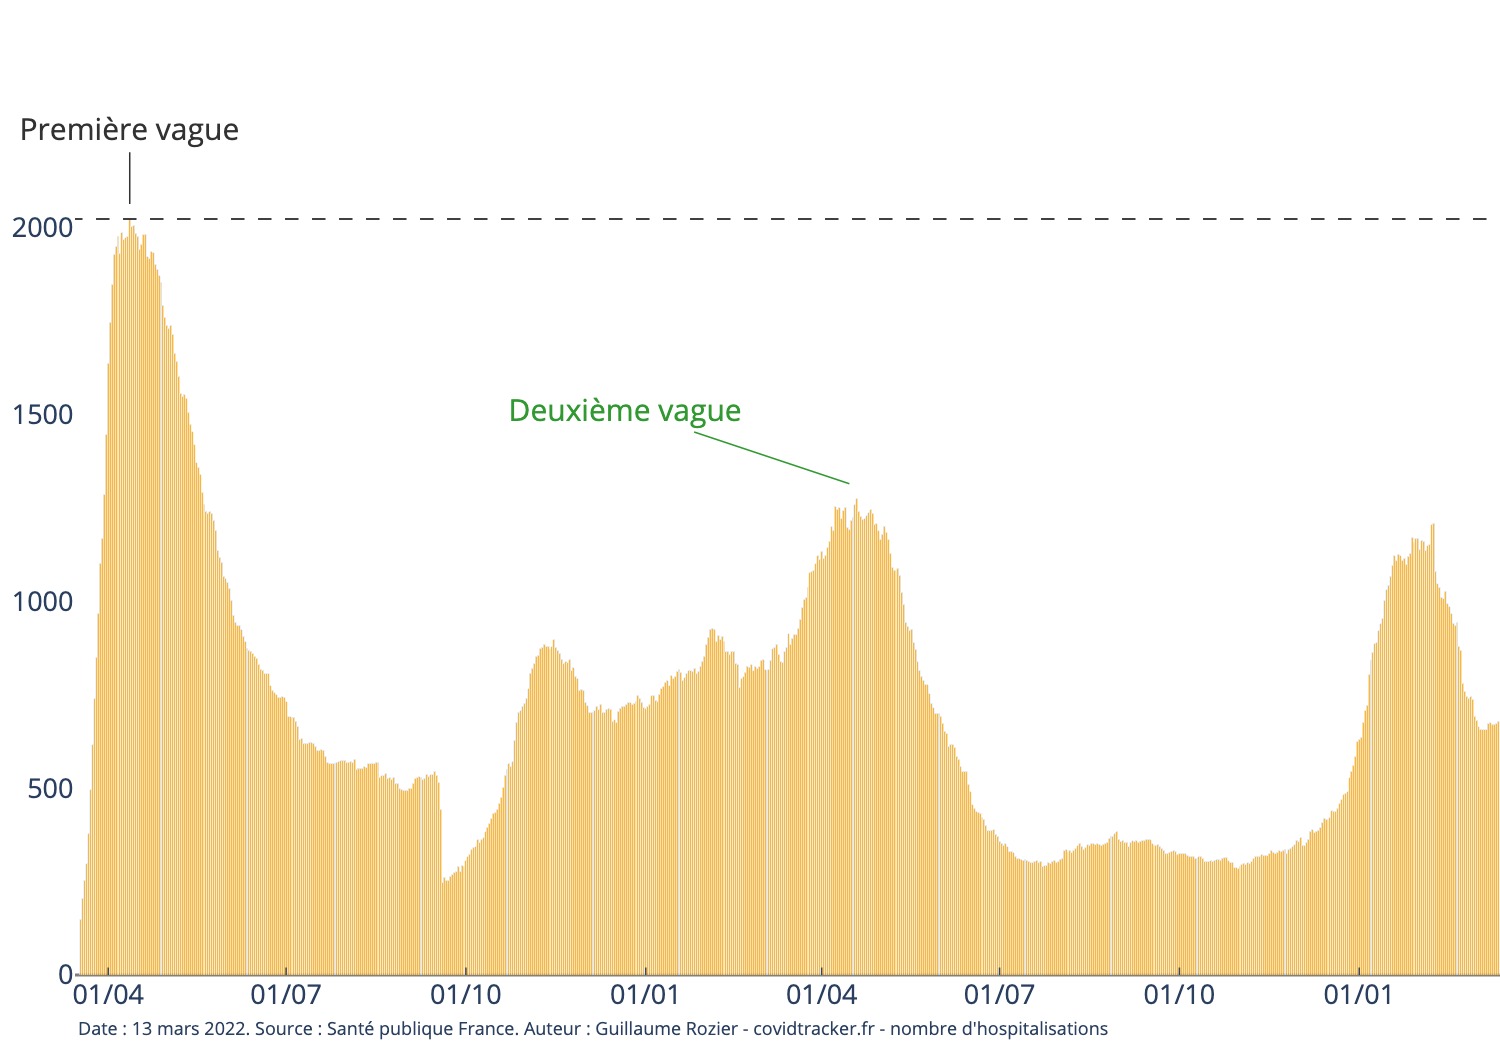 Première vague
2000
1500
Deuxième vague
1000
500
0
01/04 01/07 01/10 01/01 01/04 01/07 01/10 01/01
Date : 13 mars 2022. Source : Santé publique France. Auteur : Guillaume Rozier - covidtracker.fr - nombre d'hospitalisations